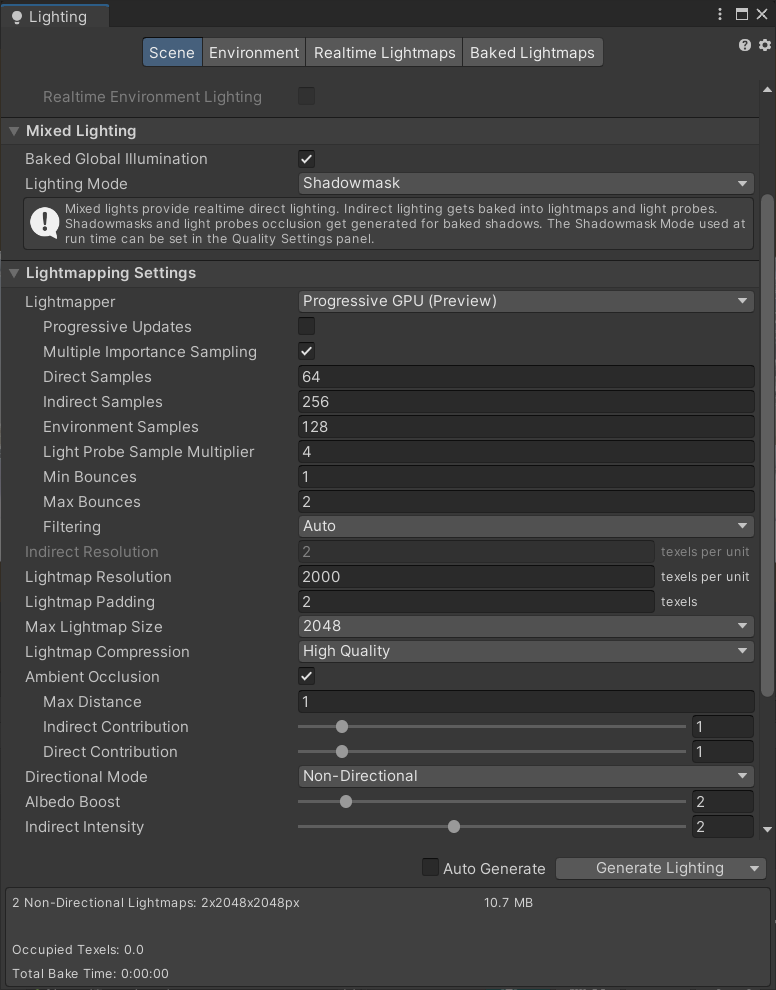 Lighting
Scene Environment Realtime Lightmaps Baked Lightmaps
Realtime Environment Lighting
Mixed Lighting
Baked Global Illumination
Lighting Mode Shadowmask
Mixed lights provide realtime direct lighting. Indirect lighting gets baked into lightmaps and light probes.
Shadowmasks and light probes occlusion get generated for baked shadows. The Shadowmask Mode used at
run time can be set in the Quality Settings panel.
Lightmapping Settings
Lightmapper Progressive GPU (Preview)
Progressive Updates
Multiple Importance Sampling
Direct Samples 64
Indirect Samples 256
Environment Samples 128
Light Probe Sample Multiplier 4
Min Bounces 1
Max Bounces 2
Filtering Auto
Indirect Resolution 2 texels per unit
Lightmap Resolution 2000 texels per unit
Lightmap Padding 2 texels
Max Lightmap Size 2048
Lightmap Compression High Quality
Ambient Occlusion
Max Distance 1
Indirect Contribution 1
Direct Contribution 1
Directional Mode Non-Directional
Albedo Boost 2
Indirect Intensity 2
Auto Generate Generate Lighting
2 Non-Directional Lightmaps: 2x2048x2048px 10.7 MB
Occupied Texels: 0.0
Total Bake Time: 0:00:00